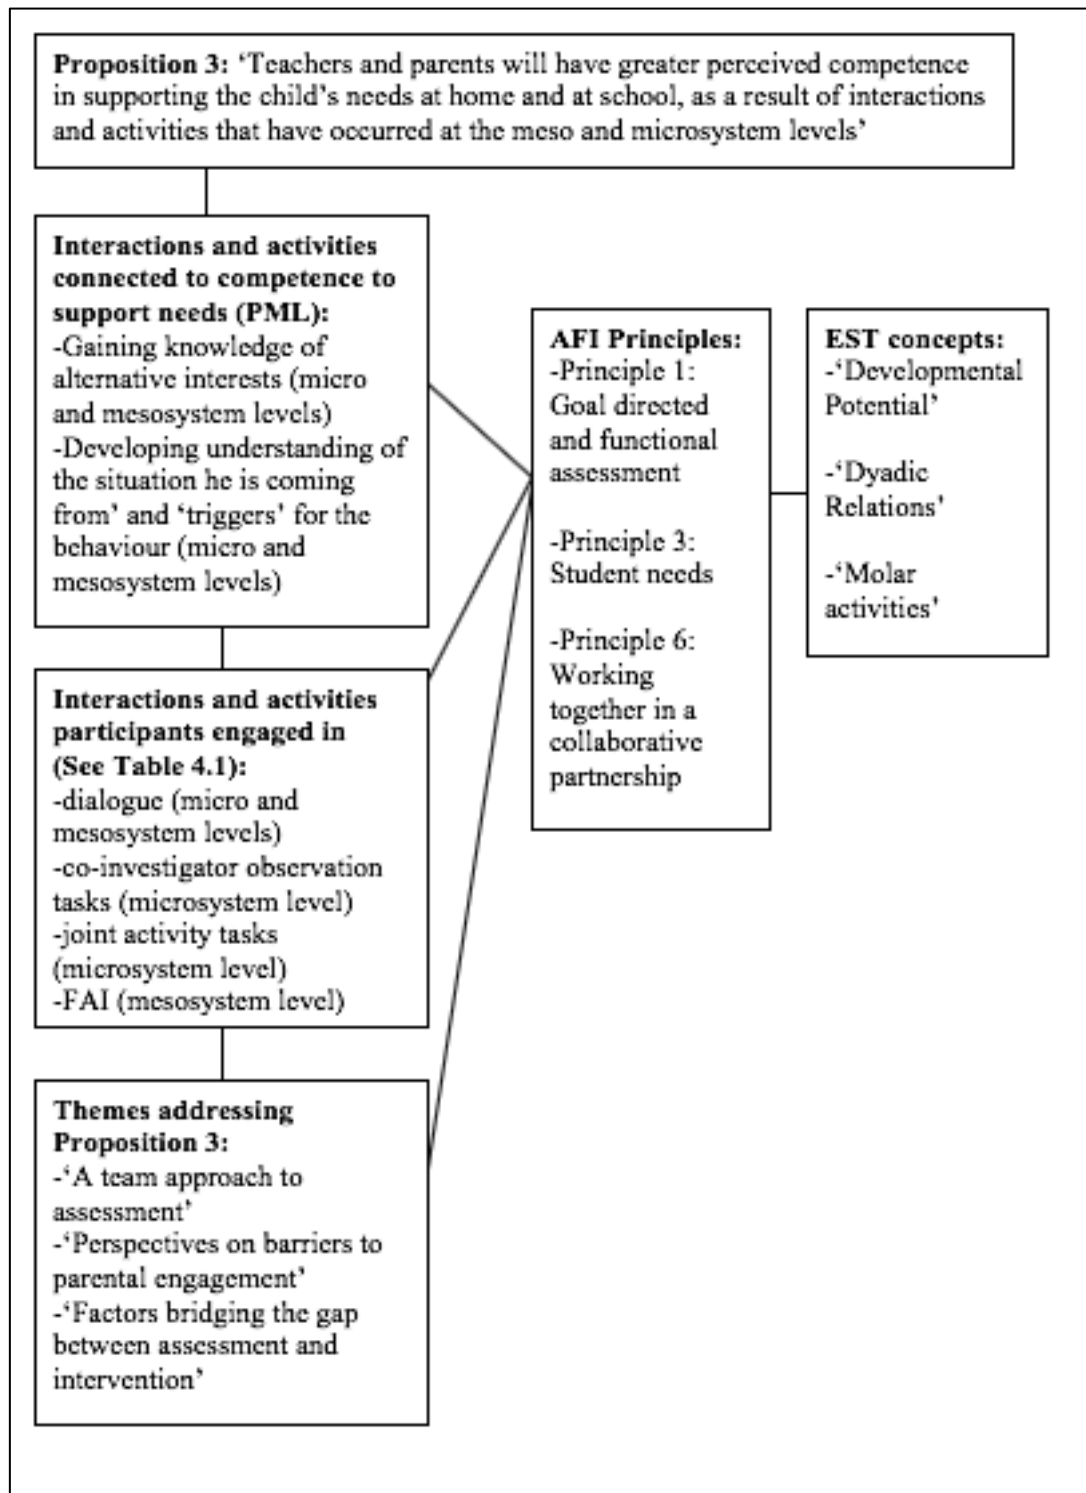 Proposition 3: ‘Teachers and parents will have greater perceived competence
in supporting the child’s needs at home and at school, as a result of interactions
and activities that have occurred at the meso and microsystem levels’
Interactions and activities
connected to competence to
support needs (PML):
-Gaining knowledge of
alternative interests (micro
and mesosystem levels)
-Developing understanding of
the situation he is coming
from’ and ‘triggers’ for the
behaviour (micro and
mesosystem levels)
Interactions and activities
participants engaged in
(See Table 4.1):
-dialogue (micro and
mesosystem levels)
-co-investigator observation
tasks (microsystem level)
-joint activity tasks
(microsystem level)
-FAI (mesosystem level)
Themes addressing
Proposition 3:
-‘A team approach to
assessment’
-‘Perspectives on barriers to
parental engagement’
-‘Factors bridging the gap
between assessment and
intervention’
AFI Principles:
-Principle 1:
Goal directed
and functional
assessment
-Principle 3:
Student needs
-Principle 6:
Working
together in a
collaborative
partnership
EST concepts:
-‘Developmental
Potential’
-‘Dyadic
Relations’
-‘Molar
activities’